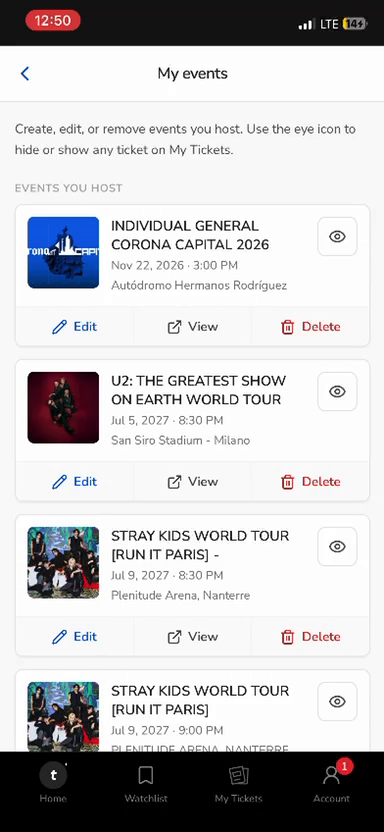 12:50
LTE 14
My events
Create, edit, or remove events you host. Use the eye icon to
hide or show any ticket on My Tickets.
EVENTS YOU HOST
INDIVIDUAL GENERAL
CORONA CAPITAL 2026
Nov 22, 2026 · 3:00 PM
Autódromo Hermanos Rodríguez
Edit
View
Delete
U2: THE GREATEST SHOW
ON EARTH WORLD TOUR
Jul 5, 2027 · 8:30 PM
San Siro Stadium - Milano
Edit
View
Delete
STRAY KIDS WORLD TOUR
[RUN IT PARIS] -
Jul 9, 2027 · 8:30 PM
Plenitude Arena, Nanterre
Edit
View
Delete
STRAY KIDS WORLD TOUR
[RUN IT PARIS]
Jul 9, 2027 · 9:00 PM
PLENITUDE ARENA, NANTERRE
t
1
Home
Watchlist
My Tickets
Account